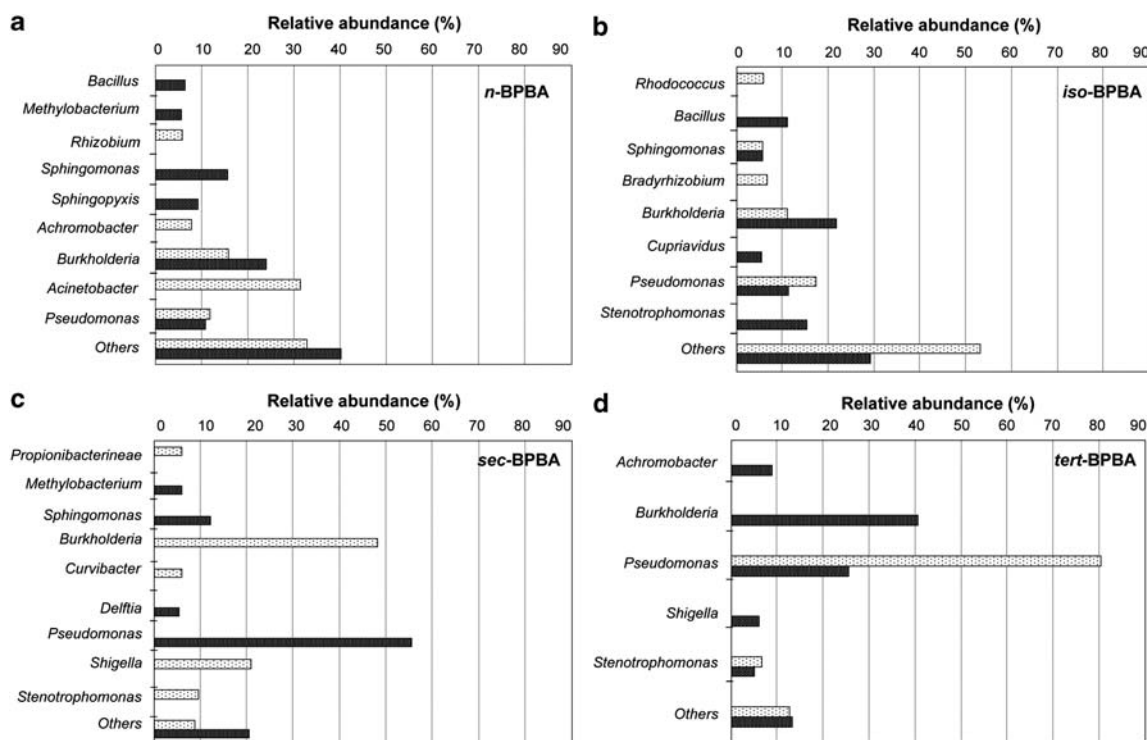 a
Relative abundance (%)
0 10 20 30 40 50 60 70 80 90
n-BPBA
Bacillus
Methylobacterium
Rhizobium
Sphingomonas
Sphingopyxis
Achromobacter
Burkholderia
Acinetobacter
Pseudomonas
Others
b
Relative abundance (%)
0 10 20 30 40 50 60 70 80 90
iso-BPBA
Rhodococcus
Bacillus
Sphingomonas
Bradyrhizobium
Burkholderia
Cupriavidus
Pseudomonas
Stenotrophomonas
Others
c
Relative abundance (%)
0 10 20 30 40 50 60 70 80 90
sec-BPBA
Propionibacterineae
Methylobacterium
Sphingomonas
Burkholderia
Curvibacter
Delftia
Pseudomonas
Shigella
Stenotrophomonas
Others
d
Relative abundance (%)
0 10 20 30 40 50 60 70 80 90
tert-BPBA
Achromobacter
Burkholderia
Pseudomonas
Shigella
Stenotrophomonas
Others